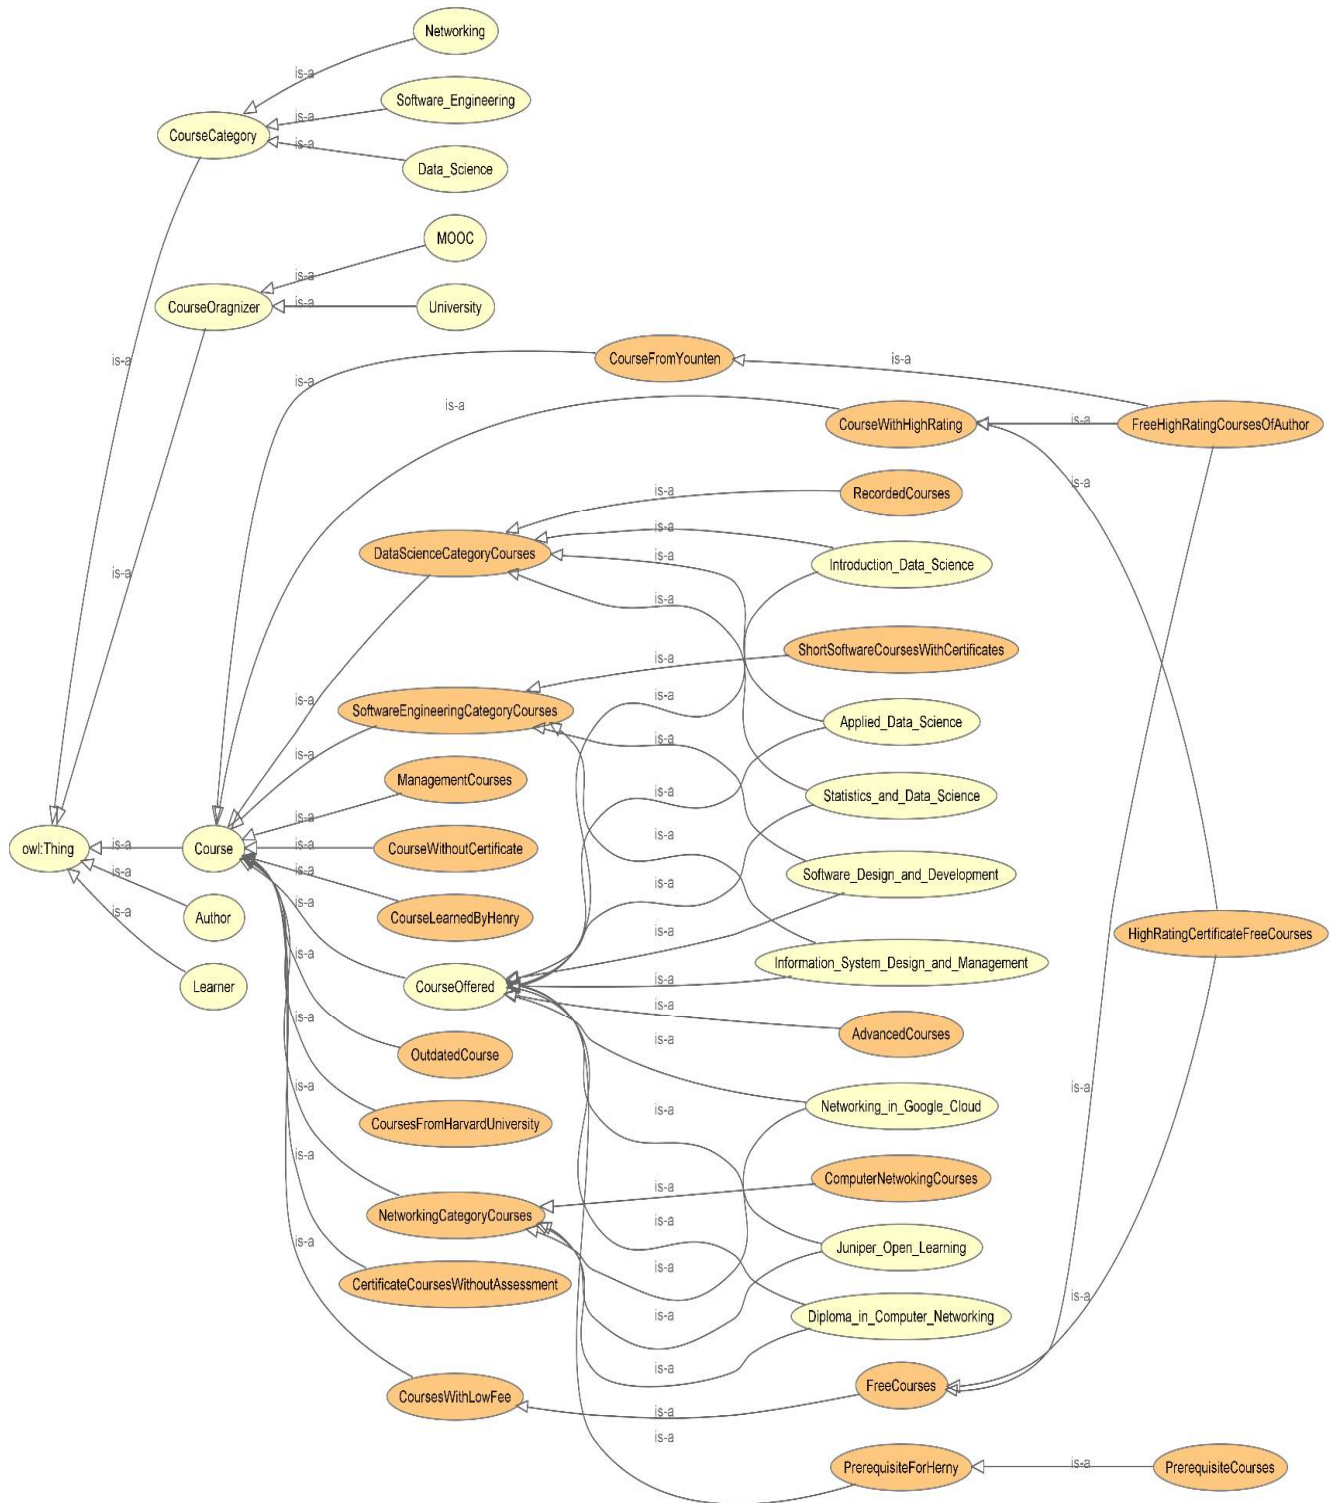 Networking
is-a
Software_Engineering
is-a
CourseCategory
is-a
Data_Science
MOOC
is-a
CourseOragnizer
is-a
University
is-a
CourseFromYounten
is-a
is-a
is-a
CourseWithHighRating
is-a
FreeHighRatingCoursesOfAuthor
is-a
is-a
RecordedCourses
is-a
DataScienceCategoryCourses
is-a
Introduction_Data_Science
is-a
is-a
ShortSoftwareCoursesWithCertificates
is-a
is-a
is-a
SoftwareEngineeringCategoryCourses
Applied_Data_Science
is-a
is-a
ManagementCourses
is-a
Statistics_and_Data_Science
is-a
owl:Thing
is-a
Course
is-a
CourseWithoutCertificate
is-a
is-a
is-a
Software_Design_and_Development
is-a
is-a
Author
is-a
CourseLearnedByHenry
is-a
HighRatingCertificateFreeCourses
is-a
Information_System_Design_and_Management
Learner
CourseOffered
is-a
is-a
is-a
AdvancedCourses
is-a
OutdatedCourse
is-a
is-a
Networking_in_Google_Cloud
is-a
CoursesFromHarvardUniversity
is-a
ComputerNetwokingCourses
is-a
NetworkingCategoryCourses
is-a
is-a
Juniper_Open_Learning
is-a
CertificateCoursesWithoutAssessment
is-a
is-a
Diploma_in_Computer_Networking
is-a
FreeCourses
CoursesWithLowFee
is-a
is-a
PrerequisiteForHerny
is-a
PrerequisiteCourses